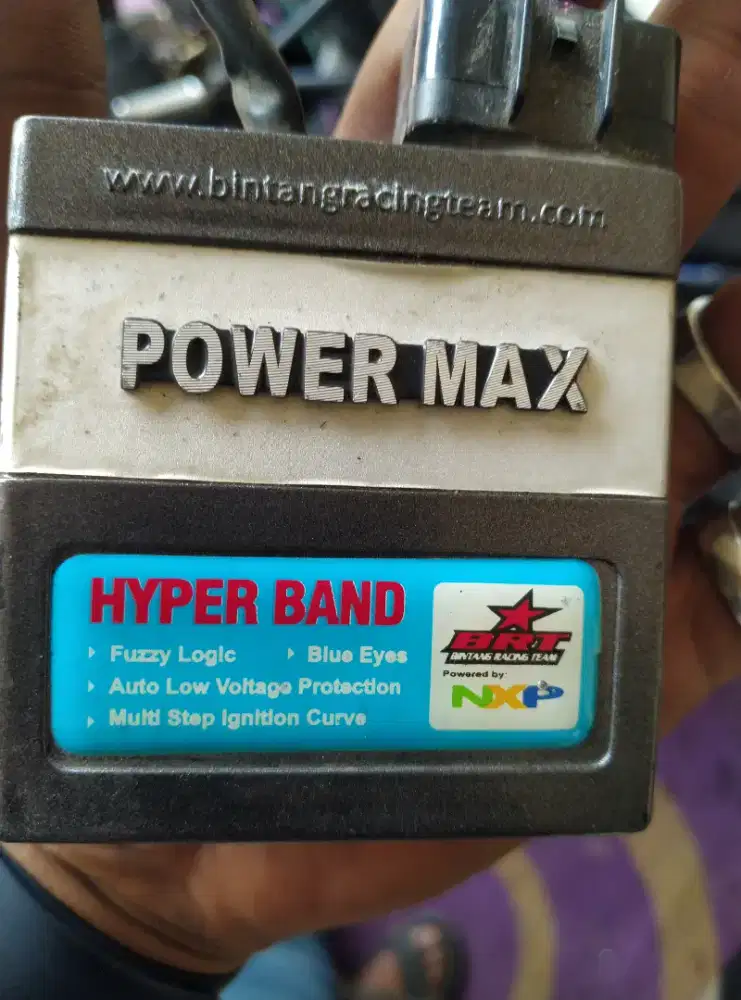 www.bintangracingteam.com
POWER MAX
HYPER BAND
Fuzzy Logic
Blue Eyes
Auto Low Voltage Protection
Multi Step Ignition Curve
BRT
BINTANG RACING TEAM
Powered by:
NXP